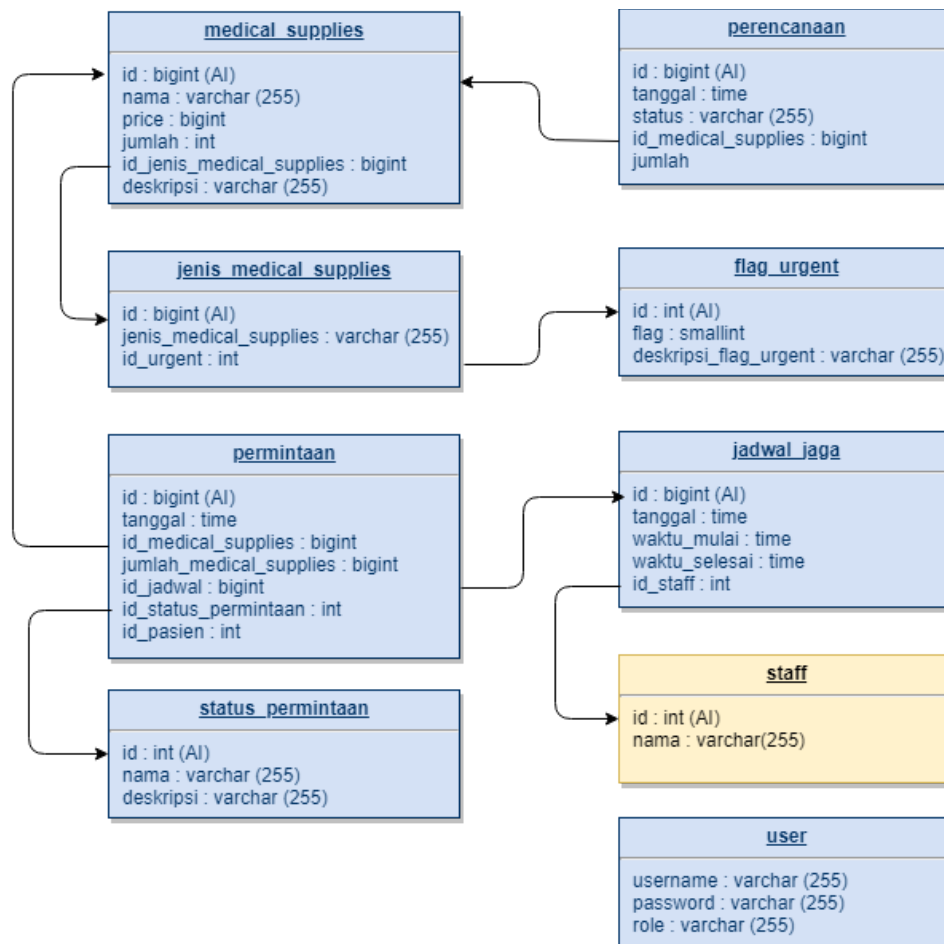 medical_supplies
id : bigint (AI)
nama : varchar (255)
price : bigint
jumlah : int
id_jenis_medical_supplies : bigint
deskripsi : varchar (255)
perencanaan
id : bigint (AI)
tanggal : time
status : varchar (255)
id_medical_supplies : bigint
jumlah
jenis_medical_supplies
id : bigint (AI)
jenis_medical_supplies : varchar (255)
id_urgent : int
flag_urgent
id : int (AI)
flag : smallint
deskripsi_flag_urgent : varchar (255)
permintaan
id : bigint (AI)
tanggal : time
id_medical_supplies : bigint
jumlah_medical_supplies : bigint
id_jadwal : bigint
id_status_permintaan : int
id_pasien : int
jadwal_jaga
id : bigint (AI)
tanggal : time
waktu_mulai : time
waktu_selesai : time
id_staff : int
status_permintaan
id : int (AI)
nama : varchar (255)
deskripsi : varchar (255)
staff
id : int (AI)
nama : varchar(255)
user
username : varchar (255)
password : varchar (255)
role : varchar (255)